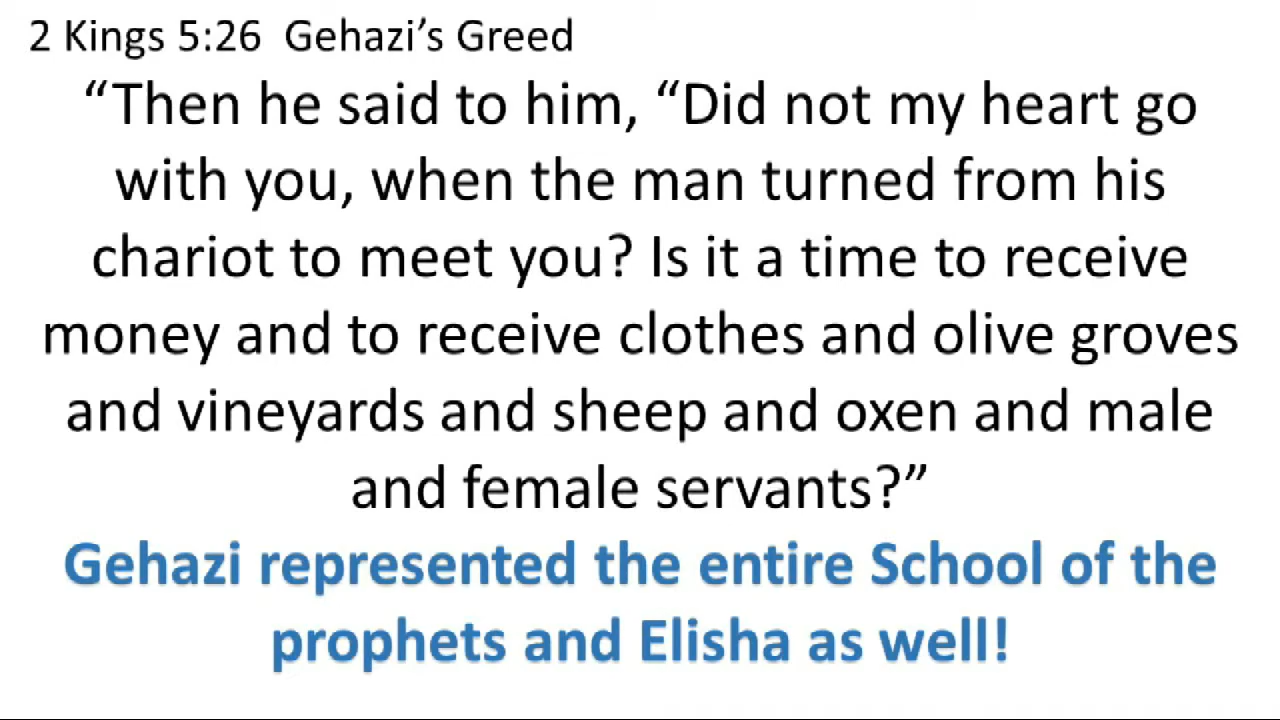 2 Kings 5:26  Gehazi’s Greed
“Then he said to him, “Did not my heart go
with you, when the man turned from his
chariot to meet you? Is it a time to receive
money and to receive clothes and olive groves
and vineyards and sheep and oxen and male
and female servants?”
Gehazi represented the entire School of the
prophets and Elisha as well!